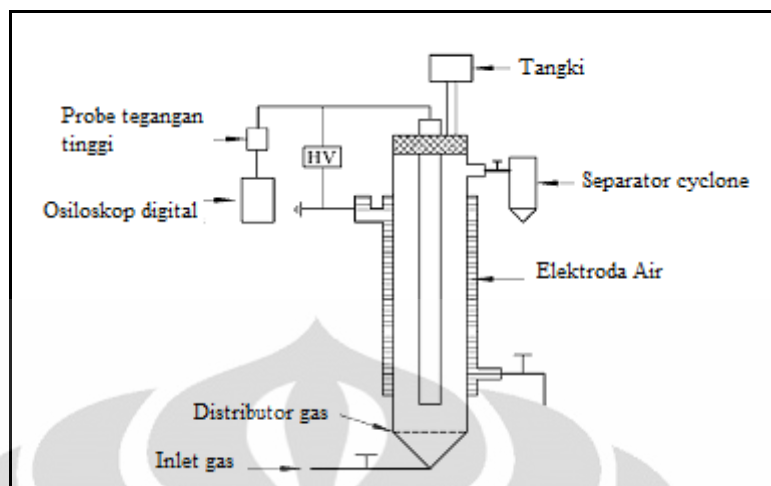 Tangki
Probe tegangan
tinggi
HV
Separator cyclone
Osiloskop digital
Elektroda Air
Distributor gas
Inlet gas